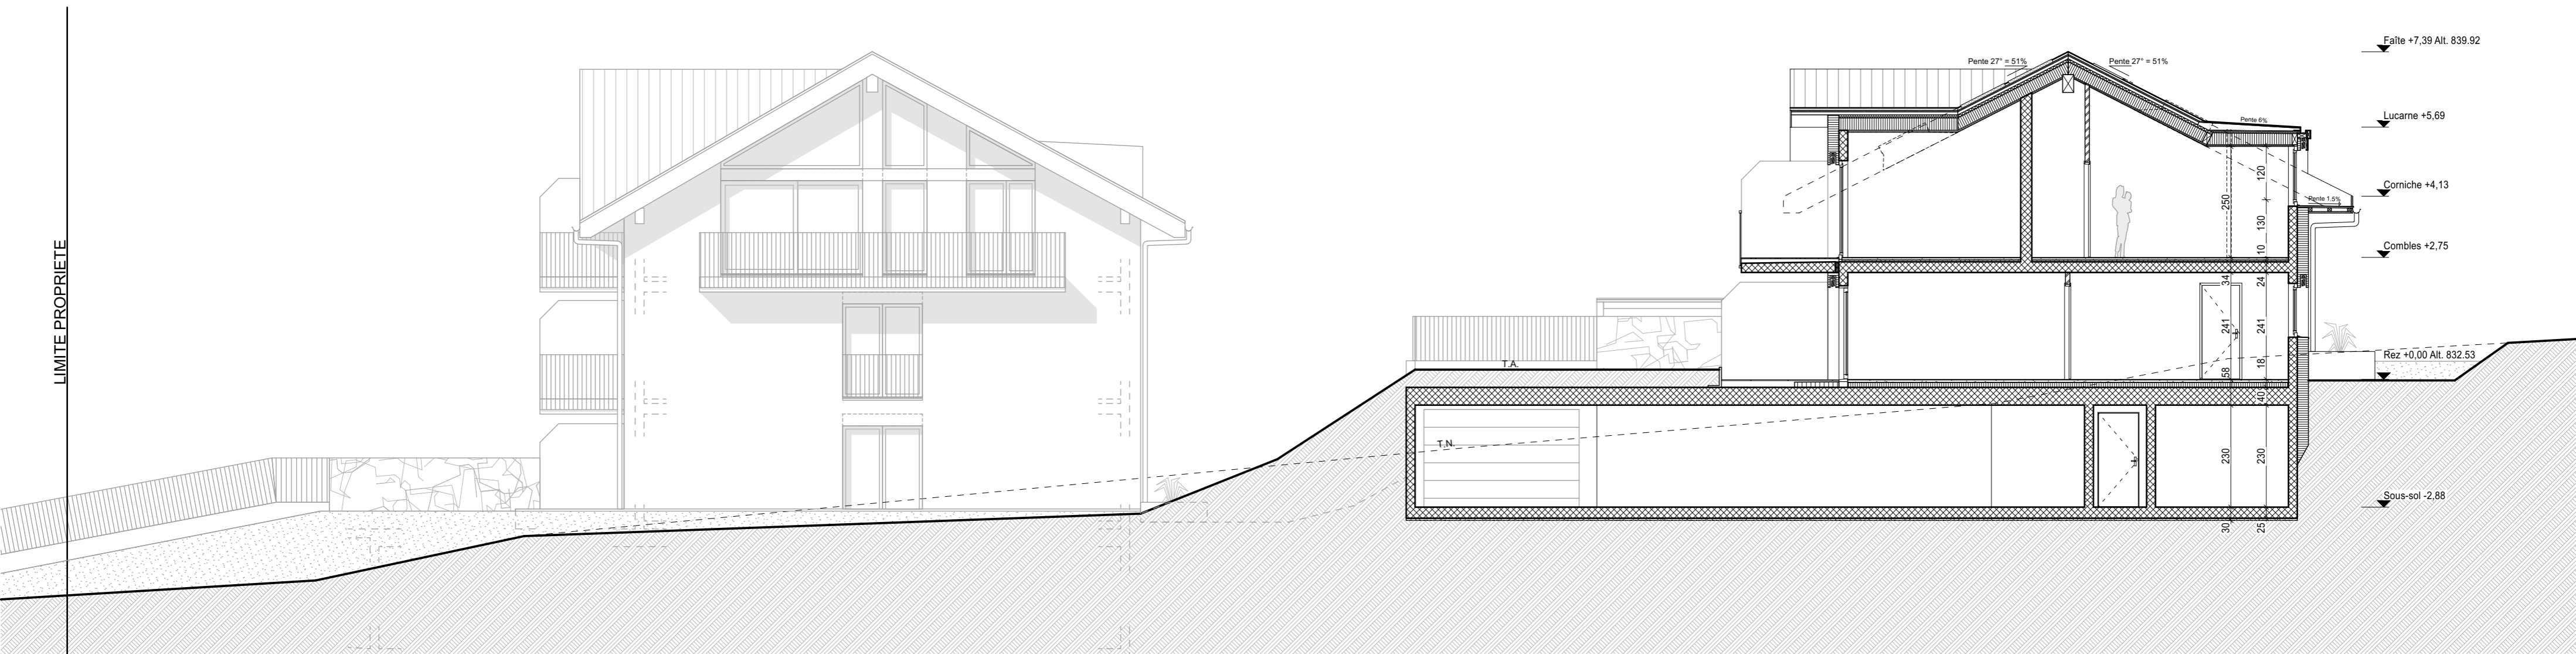 LIMITE PROPRIETE
Faîte +7,39 Alt. 839.92
Pente 27° = 51%
Pente 27° = 51%
Lucarne +5,69
Pente 6%
Corniche +4,13
Pente 1.5%
Combles +2,75
Rez +0,00 Alt. 832.53
Sous-sol -2,88
T.A.
T.N.
250
34
241
58
230
30
120
130
10
24
241
18
40
230
25